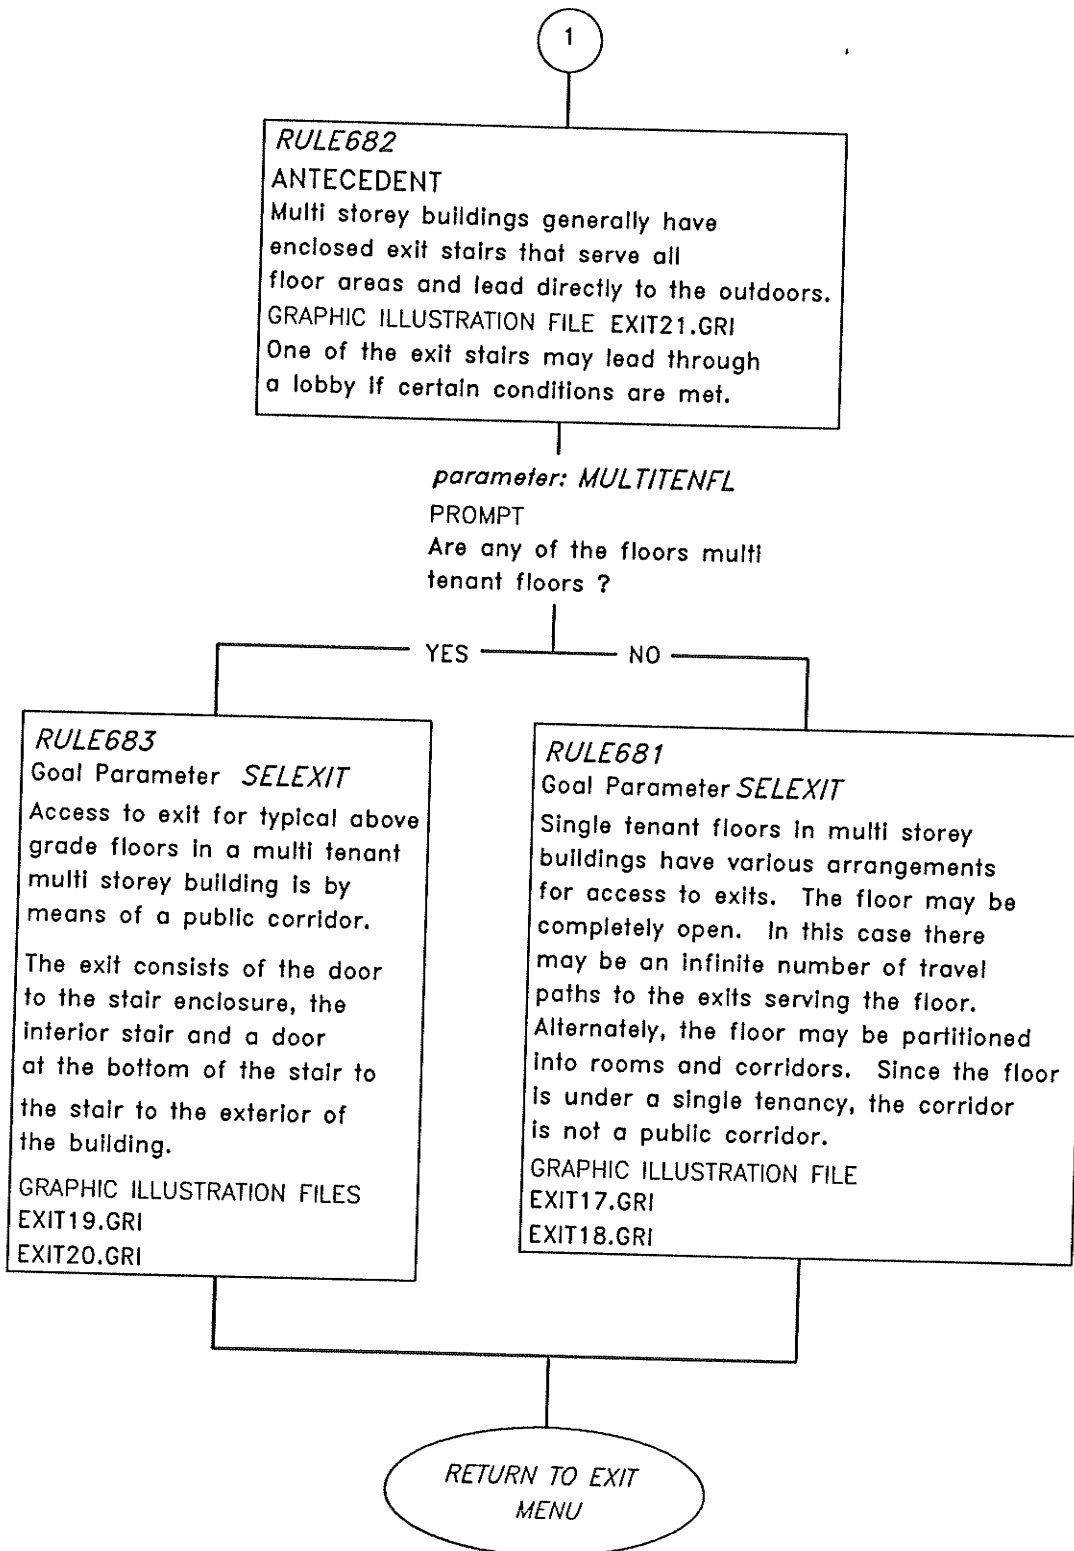 1
RULE682
ANTECEDENT
Multi storey buildings generally have
enclosed exit stairs that serve all
floor areas and lead directly to the outdoors.
GRAPHIC ILLUSTRATION FILE EXIT21.GRI
One of the exit stairs may lead through
a lobby if certain conditions are met.
parameter: MULTITENFL
PROMPT
Are any of the floors multi
tenant floors ?
YES
NO
RULE683
Goal Parameter SELEXIT
Access to exit for typical above
grade floors in a multi tenant
multi storey building is by
means of a public corridor.
The exit consists of the door
to the stair enclosure, the
interior stair and a door
at the bottom of the stair to
the stair to the exterior of
the building.
GRAPHIC ILLUSTRATION FILES
EXIT19.GRI
EXIT20.GRI
RULE681
Goal Parameter SELEXIT
Single tenant floors in multi storey
buildings have various arrangements
for access to exits. The floor may be
completely open. In this case there
may be an infinite number of travel
paths to the exits serving the floor.
Alternately, the floor may be partitioned
into rooms and corridors. Since the floor
is under a single tenancy, the corridor
is not a public corridor.
GRAPHIC ILLUSTRATION FILE
EXIT17.GRI
EXIT18.GRI
RETURN TO EXIT
MENU